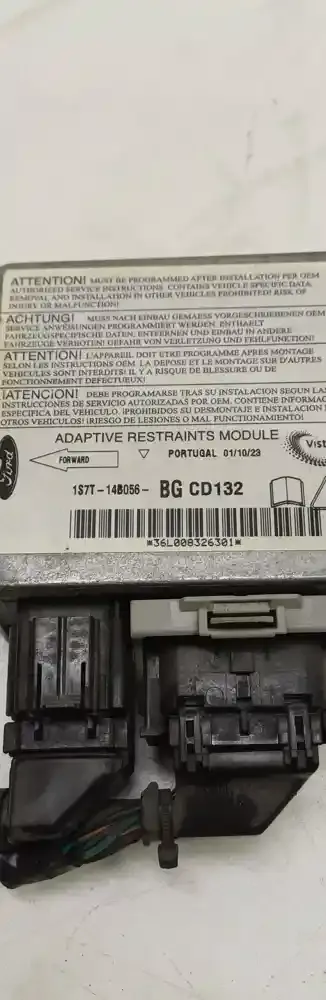 ATTENTION! MUST BE PROGRAMMED AFTER INSTALLATION PER OEM
AUTHORIZED SERVICE INSTRUCTIONS. CONTAINS VEHICLE SPECIFIC DATA.
REMOVAL AND INSTALLATION IN OTHER VEHICLES PROHIBITED! RISK OF
INJURY OR MALFUNCTION!
ACHTUNG! MUSS NACH EINBAU GEMAESS VORGESCHRIEBENEN OEM
SERVICE ANWEISUNGEN PROGRAMMIERT WERDEN. ENTHAELT
FAHRZEUGSPEZIFISCHE DATEN. ENTFERNEN UND EINBAU IN ANDERE
FAHRZEUGE VERBOTEN! GEFAHR VON VERLETZUNG UND FEHLFUNKTION!
ATTENTION! L'APPAREIL DOIT ETRE PROGRAMME APRÈS MONTAGE
SELON LES INSTRUCTIONS OEM. LA DEPOSE ET LE MONTAGE SUR D'AUTRES
VEHICULES SONT INTERDITS! IL Y A RISQUE DE BLESSURE OU DE
FONCTIONNEMENT DEFECTUEUX!
¡ATENCION! DEBE PROGRAMARSE TRAS SU INSTALACION SEGUN LAS
INSTRUCCIONES DE SERVICIO AUTORIZADAS POR OEM. CONTIENE
ESPECIFICA DEL VEHICULO. ¡PROHIBIDO SU DESMONTAJE E INSTALACION
OTROS VEHICULOS! ¡RIESGO DE LESIONES O MAL FUNCIONAMIENTO!
Ford
ADAPTIVE RESTRAINTS MODULE
Vist
FORWARD
PORTUGAL 01/10/23
1S7T-14B056- BG CD132
*36L008326301*